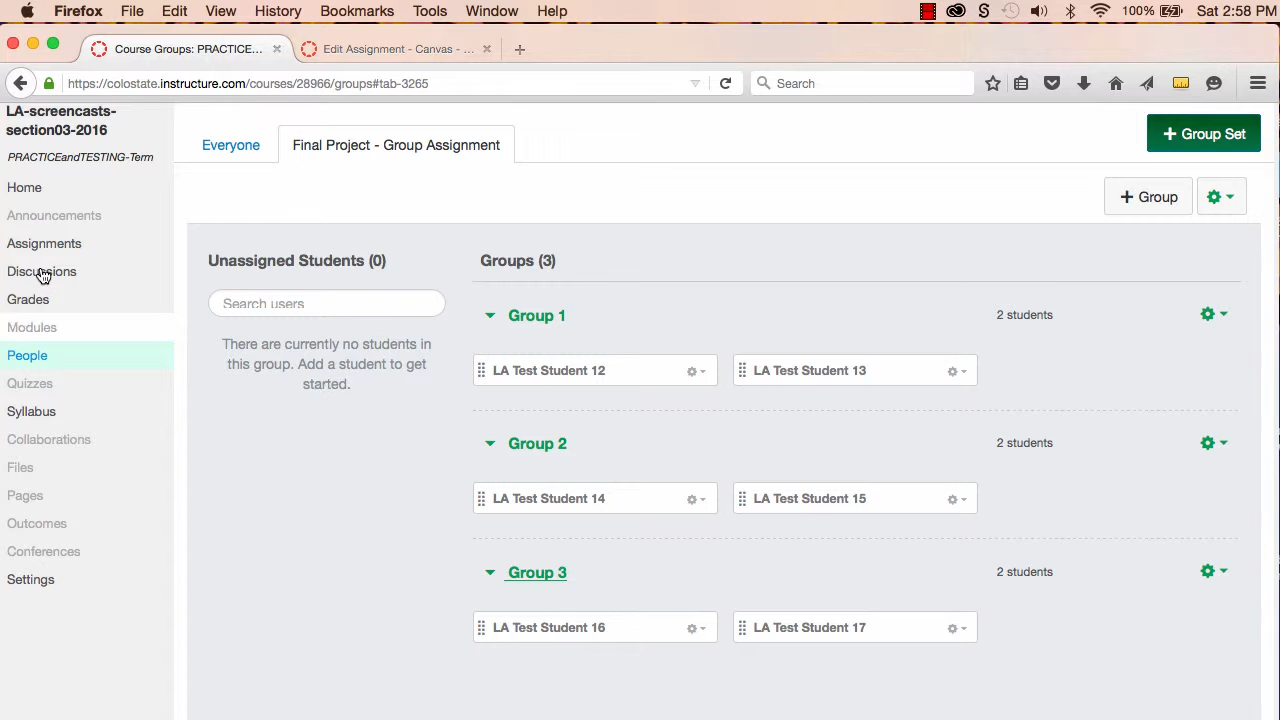 Firefox File Edit View History Bookmarks Tools Window Help 100% Sat 2:58 PM
Course Groups: PRACTICE... Edit Assignment - Canvas - ...
https://colostate.instructure.com/courses/28966/groups#tab-3265 Search
LA-screencasts-
section03-2016
PRACTICEandTESTING-Term
Home
Announcements
Assignments
Discussions
Grades
Modules
People
Quizzes
Syllabus
Collaborations
Files
Pages
Outcomes
Conferences
Settings
Everyone Final Project - Group Assignment + Group Set
+ Group
Unassigned Students (0)
Search users
There are currently no students in
this group. Add a student to get
started.
Groups (3)
Group 1 2 students
LA Test Student 12 LA Test Student 13
Group 2 2 students
LA Test Student 14 LA Test Student 15
Group 3 2 students
LA Test Student 16 LA Test Student 17